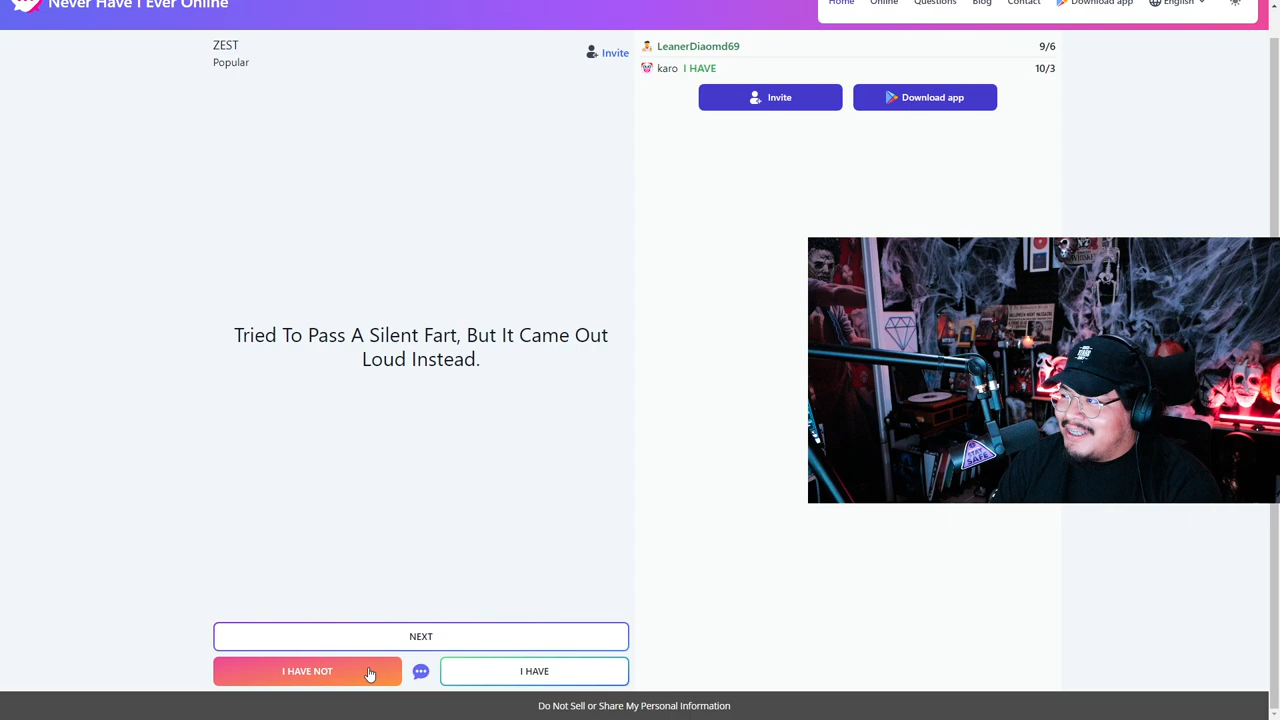 Never Have I Ever Online
Home Online Questions Blog Contact Download app English
ZEST
Popular
Invite
LeanerDiaomd69 9/6
karo I HAVE 10/3
Invite Download app
Tried To Pass A Silent Fart, But It Came Out
Loud Instead.
STAY
SAFE
NEXT
I HAVE NOT I HAVE
Do Not Sell or Share My Personal Information